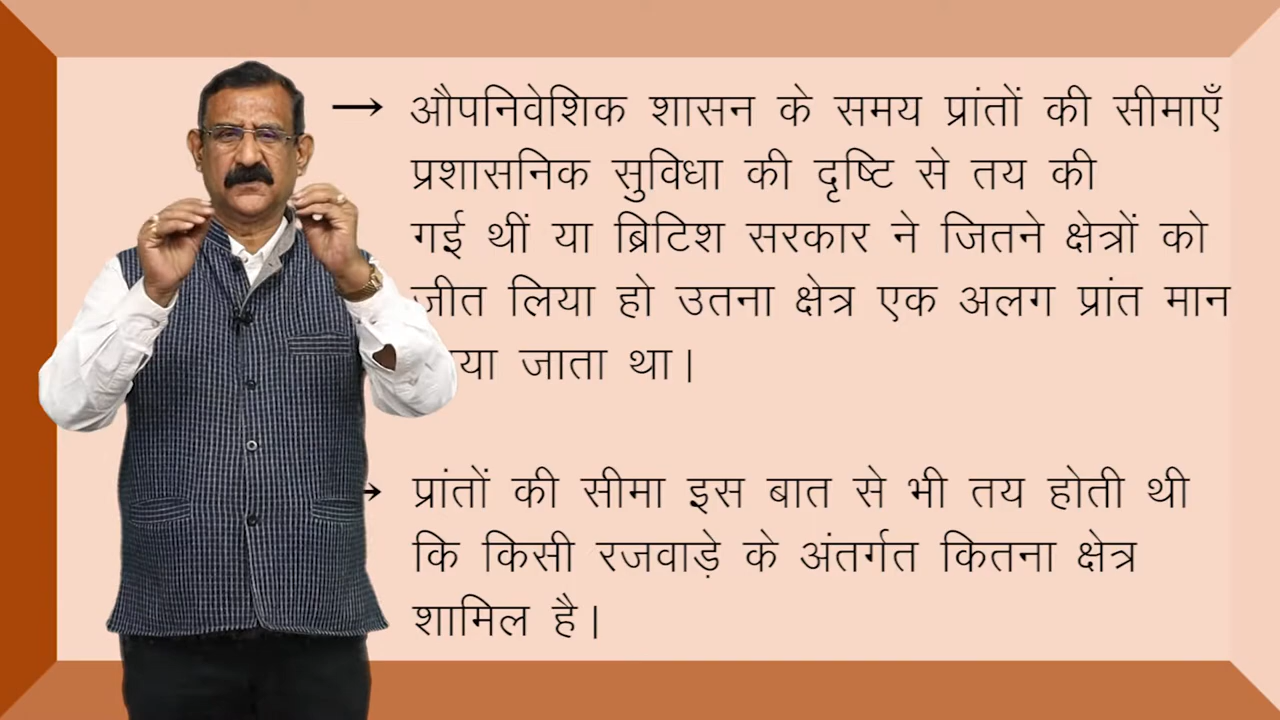 → औपनिवेशिक शासन के समय प्रांतों की सीमाएँ
प्रशासनिक सुविधा की दृष्टि से तय की
गई थीं या ब्रिटिश सरकार ने जितने क्षेत्रों को
जीत लिया हो उतना क्षेत्र एक अलग प्रांत मान
जाता था।
→ प्रांतों की सीमा इस बात से भी तय होती थी
कि किसी रजवाड़े के अंतर्गत कितना क्षेत्र
शामिल है।